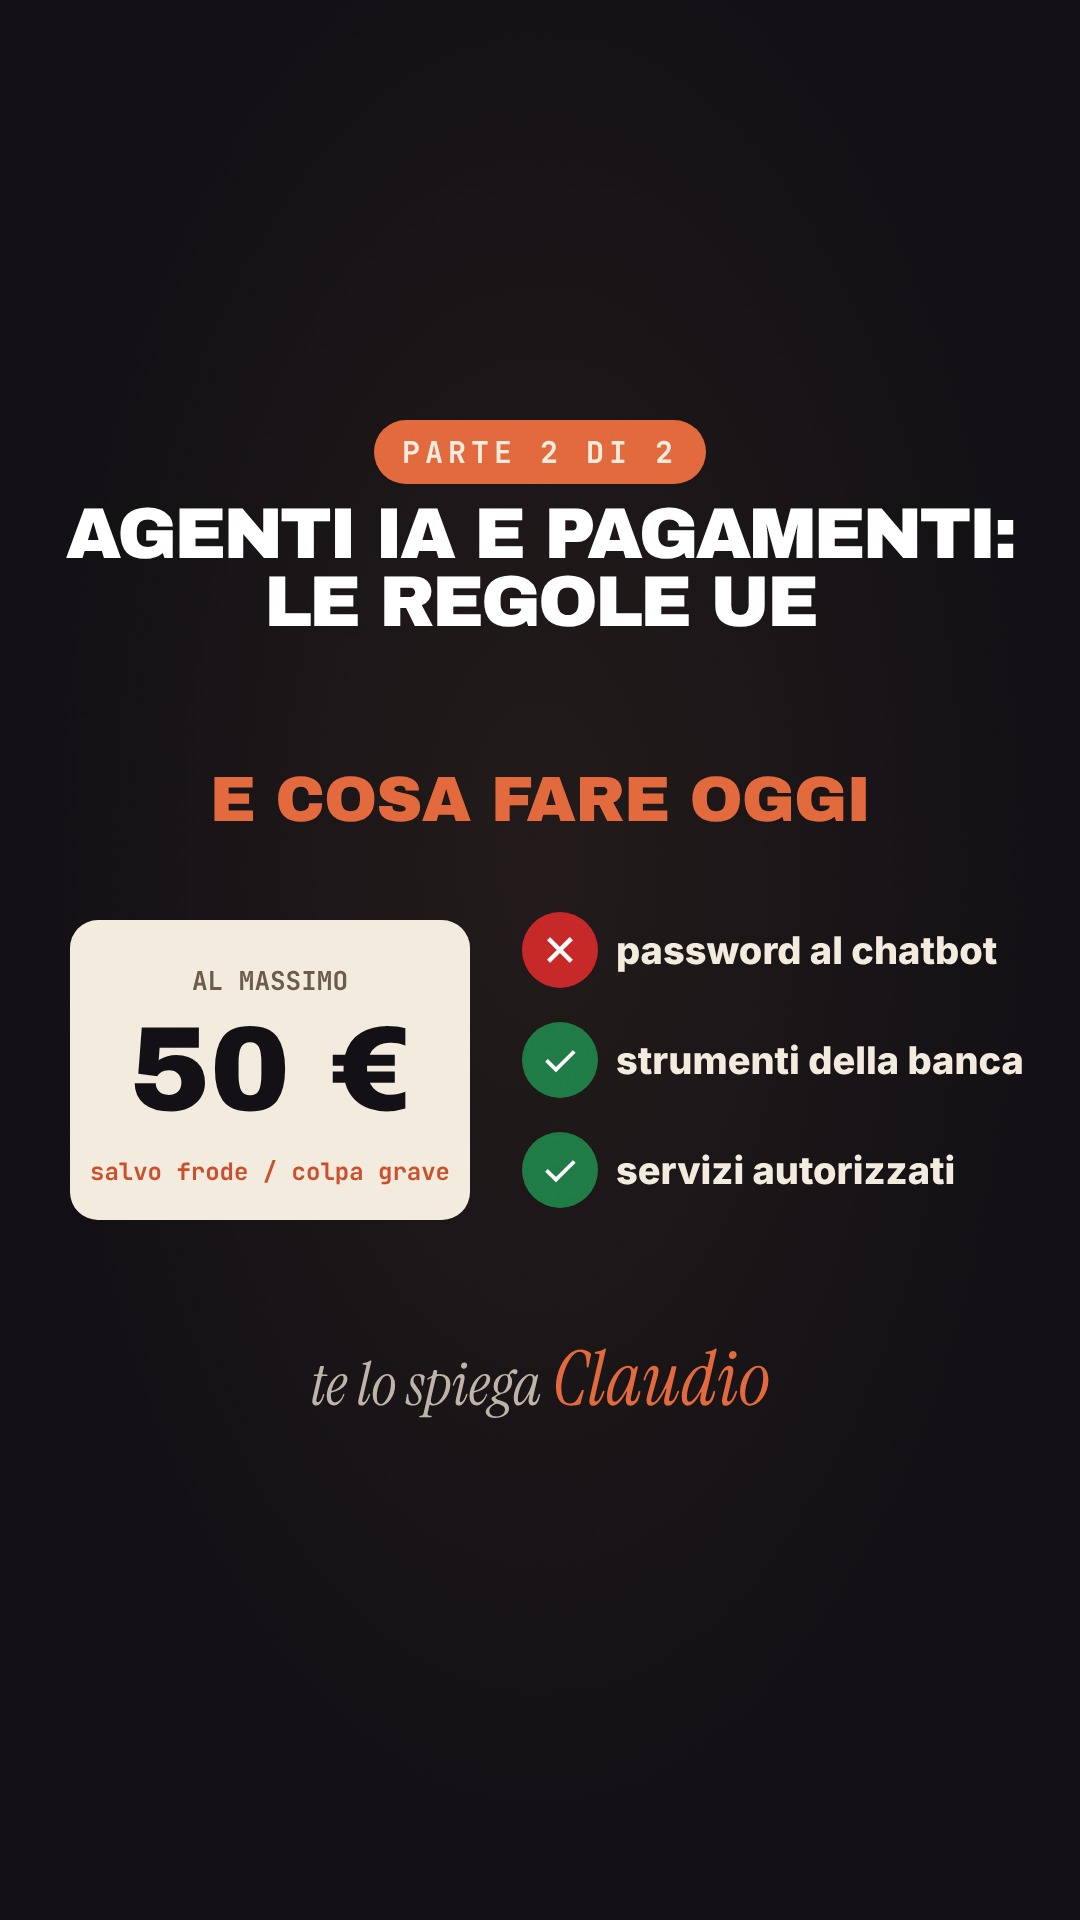 PARTE 2 DI 2
AGENTI IA E PAGAMENTI:
LE REGOLE UE
E COSA FARE OGGI
AL MASSIMO
50 €
salvo frode / colpa grave
password al chatbot
strumenti della banca
servizi autorizzati
te lo spiega Claudio